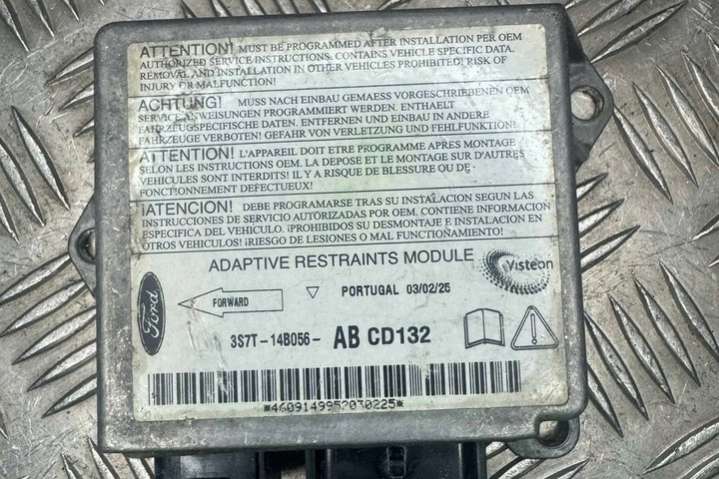 ATTENTION! MUST BE PROGRAMMED AFTER INSTALLATION PER OEM
AUTHORIZED SERVICE INSTRUCTIONS. CONTAINS VEHICLE SPECIFIC DATA.
REMOVAL AND INSTALLATION IN OTHER VEHICLES PROHIBITED! RISK OF
INJURY OR MALFUNCTION!
ACHTUNG! MUSS NACH EINBAU GEMAESS VORGESCHRIEBENEN OEM
SERVICE ANWEISUNGEN PROGRAMMIERT WERDEN. ENTHAELT
FAHRZEUGSPEZIFISCHE DATEN. ENTFERNEN UND EINBAU IN ANDERE
FAHRZEUGE VERBOTEN! GEFAHR VON VERLETZUNG UND FEHLFUNKTION!
ATTENTION! L'APPAREIL DOIT ETRE PROGRAMME APRES MONTAGE
SELON LES INSTRUCTIONS OEM. LA DEPOSE ET LE MONTAGE SUR D'AUTRES
VEHICULES SONT INTERDITS! IL Y A RISQUE DE BLESSURE OU DE
FONCTIONNEMENT DEFECTUEUX!
¡ATENCION! DEBE PROGRAMARSE TRAS SU INSTALACION SEGUN LAS
INSTRUCCIONES DE SERVICIO AUTORIZADAS POR OEM. CONTIENE INFORMACION
ESPECIFICA DEL VEHICULO. ¡PROHIBIDOS SU DESMONTAJE E INSTALACION EN
OTROS VEHICULOS! ¡RIESGO DE LESIONES O MAL FUNCIONAMIENTO!
ADAPTIVE RESTRAINTS MODULE
Visteon
Ford
FORWARD
PORTUGAL 03/02/25
3S7T-14B056- AB CD132
*4609149952030225*